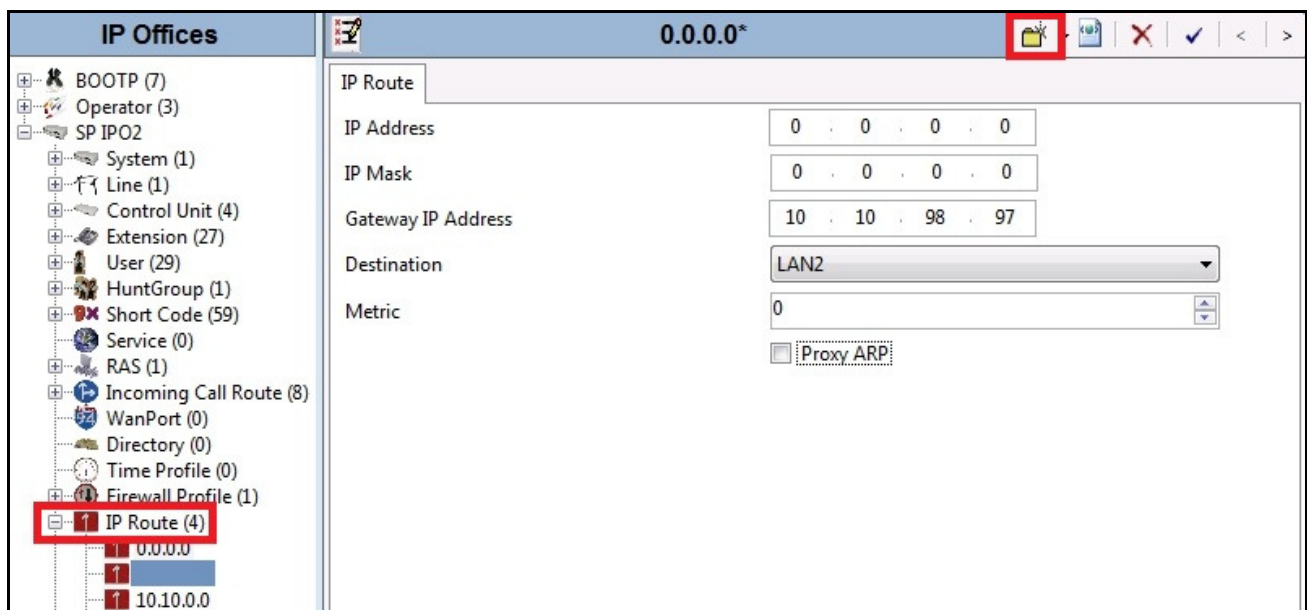 IP Offices
BOOTP (7)
Operator (3)
SP IPO2
System (1)
Line (1)
Control Unit (4)
Extension (27)
User (29)
HuntGroup (1)
Short Code (59)
Service (0)
RAS (1)
Incoming Call Route (8)
WanPort (0)
Directory (0)
Time Profile (0)
Firewall Profile (1)
IP Route (4)
0.0.0.0
10.10.0.0
0.0.0.0*
IP Route
IP Address 0 . 0 . 0 . 0
IP Mask 0 . 0 . 0 . 0
Gateway IP Address 10 . 10 . 98 . 97
Destination LAN2
Metric 0
Proxy ARP